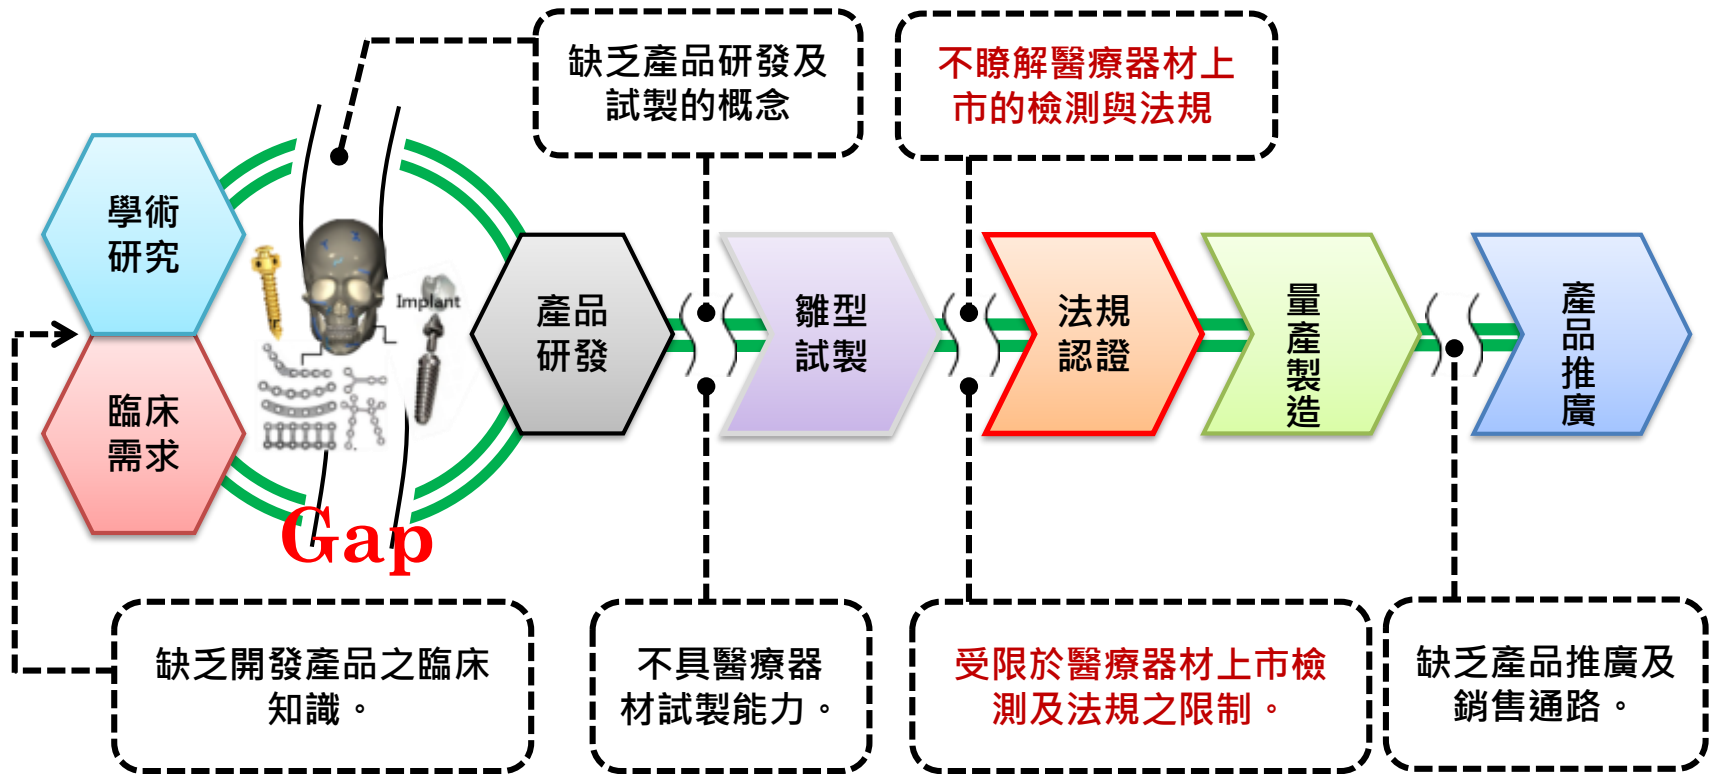 缺乏產品研發及
試製的概念
不瞭解醫療器材上
市的檢測與法規
學術
研究
臨床
需求
Implant
Gap
產品
研發
雛型
試製
法規
認證
量產製造
產品推廣
缺乏開發產品之臨床
知識。
不具醫療器
材試製能力。
受限於醫療器材上市檢
測及法規之限制。
缺乏產品推廣及
銷售通路。